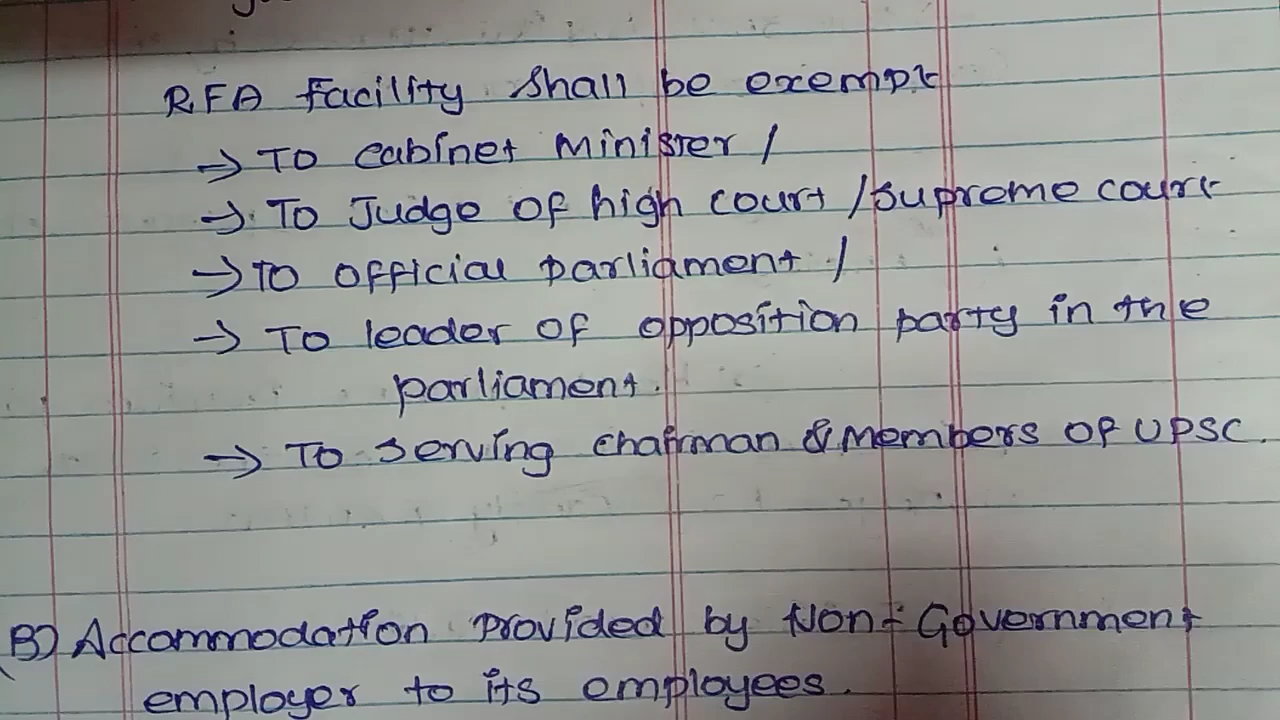 RFA facility shall be exempt
→ To cabinet minister /
→ To Judge of high court / supreme court
→ To official parliament /
→ To leader of opposition party in the
parliament.
→ To serving chairman & members of UPSC.
B) Accommodation provided by Non-Government
employer to its employees.